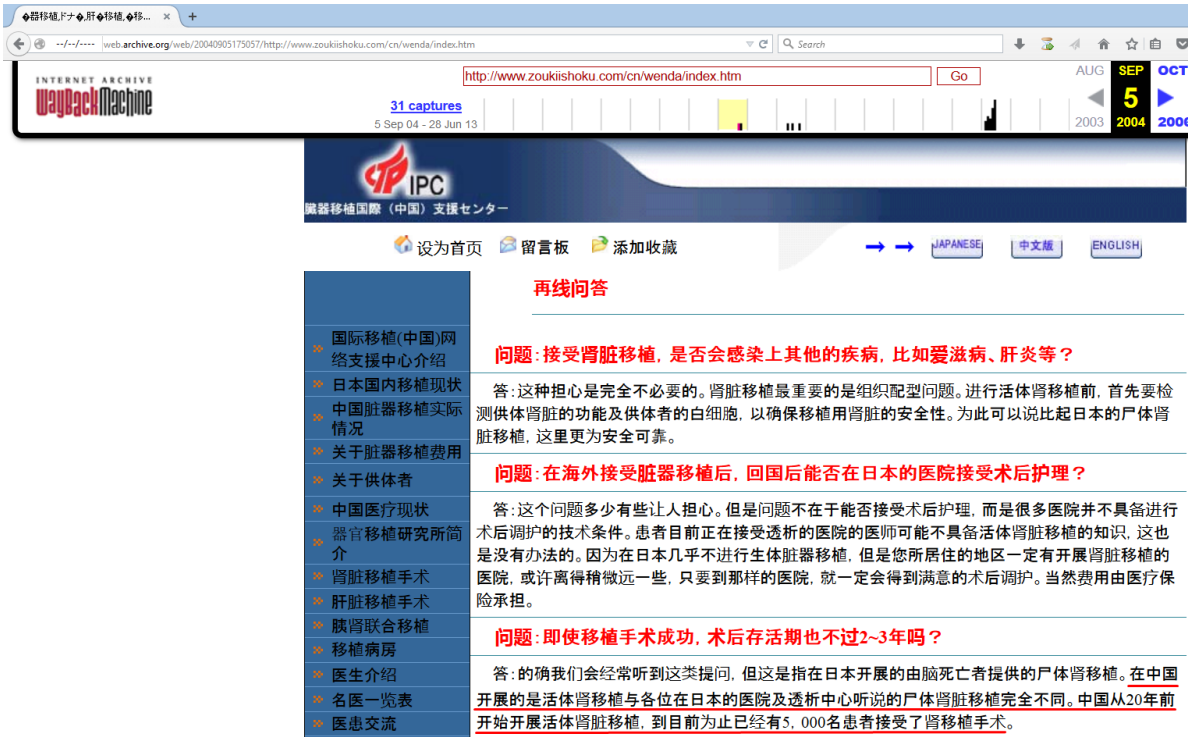 �器移植,ドナ�,肝�移植,�移...
--/--/---- web.archive.org/web/20040905175057/http://www.zoukiishoku.com/cn/wenda/index.htm
Search
INTERNET ARCHIVE
WayBackMachine
http://www.zoukiishoku.com/cn/wenda/index.htm
Go
AUG SEP OCT
31 captures
5
5 Sep 04 - 28 Jun 13
2003 2004 2006
IPC
臓器移植国際（中国）支援センター
设为首页 留言板 添加收藏
JAPANESE 中文版 ENGLISH
再线问答
国际移植(中国)网
络支援中心介绍
日本国内移植现状
中国脏器移植实际
情况
关于脏器移植费用
关于供体者
中国医疗现状
器官移植研究所简
介
肾脏移植手术
肝脏移植手术
胰肾联合移植
移植病房
医生介绍
名医一览表
医患交流
问题:接受肾脏移植, 是否会感染上其他的疾病, 比如爱滋病、肝炎等？
答:这种担心是完全不必要的。肾脏移植最重要的是组织配型问题。进行活体肾移植前, 首先要检
测供体肾脏的功能及供体者的白细胞, 以确保移植用肾脏的安全性。为此可以说比起日本的尸体肾
脏移植, 这里更为安全可靠。
问题:在海外接受脏器移植后, 回国后能否在日本的医院接受术后护理？
答:这个问题多少有些让人担心。但是问题不在于能否接受术后护理, 而是很多医院并不具备进行
术后调护的技术条件。患者目前正在接受透析的医院的医师可能不具备活体肾脏移植的知识, 这也
是没有办法的。因为在日本几乎不进行生体脏器移植, 但是您所居住的地区一定有开展肾脏移植的
医院, 或许离得稍微远一些, 只要到那样的医院, 就一定会得到满意的术后调护。当然费用由医疗保
险承担。
问题:即使移植手术成功, 术后存活期也不过2~3年吗？
答:的确我们会经常听到这类提问, 但这是指在日本开展的由脑死亡者提供的尸体肾移植。在中国
开展的是活体肾移植与各位在日本的医院及透析中心听说的尸体肾脏移植完全不同。中国从20年前
开始开展活体肾脏移植, 到目前为止已经有5, 000名患者接受了肾移植手术。